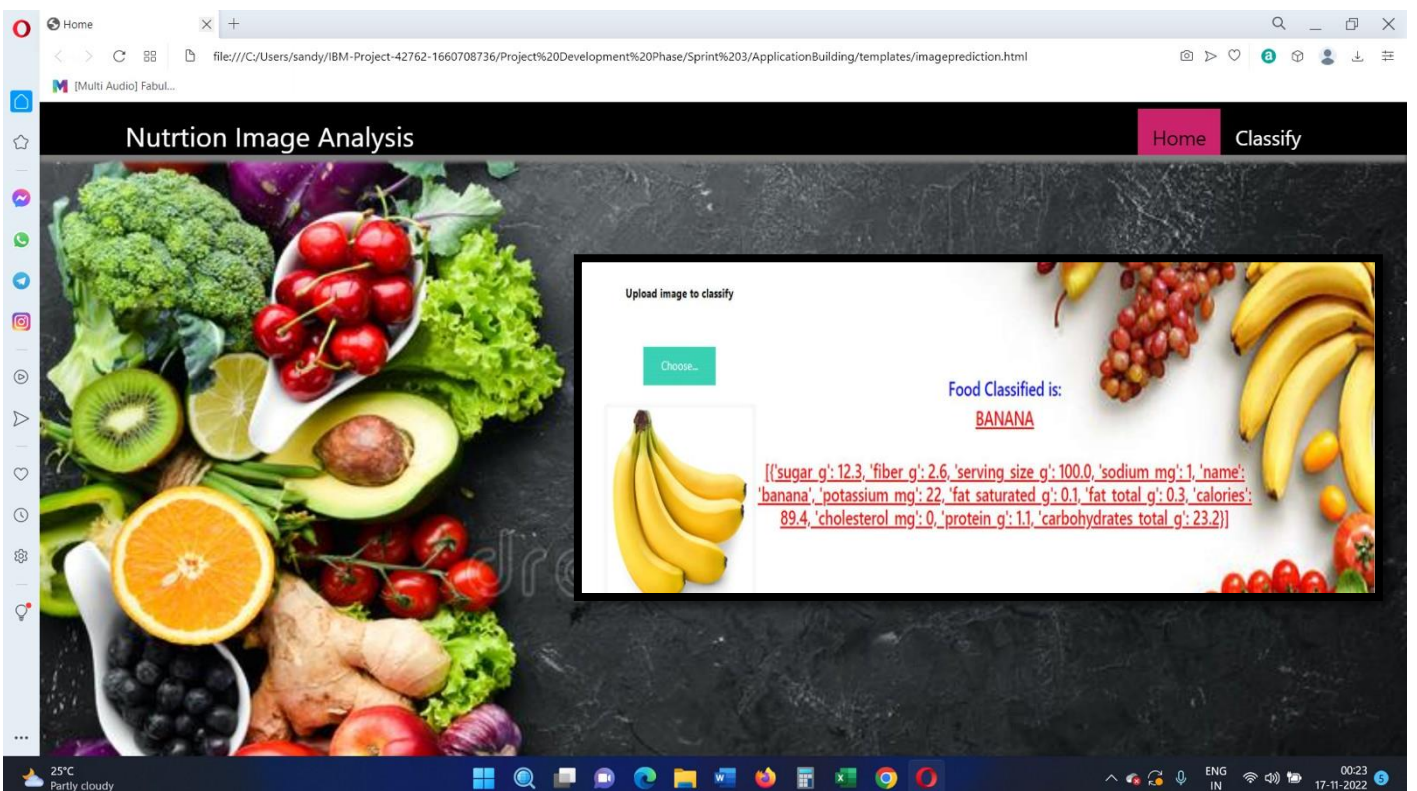 Home
file:///C:/Users/sandy/IBM-Project-42762-1660708736/Project%20Development%20Phase/Sprint%203/ApplicationBuilding/templates/imageprediction.html
[Multi Audio] Fabul...
Nutrtion Image Analysis
Home
Classify
Upload image to classify
Choose...
Food Classified is:
BANANA
[{'sugar_g': 12.3, 'fiber_g': 2.6, 'serving_size_g': 100.0, 'sodium_mg': 1, 'name':
'banana', 'potassium_mg': 22, 'fat_saturated_g': 0.1, 'fat_total_g': 0.3, 'calories':
89.4, 'cholesterol_mg': 0, 'protein_g': 1.1, 'carbohydrates_total_g': 23.2}]
25°C
Partly cloudy
ENG
IN
00:23
17-11-2022
5